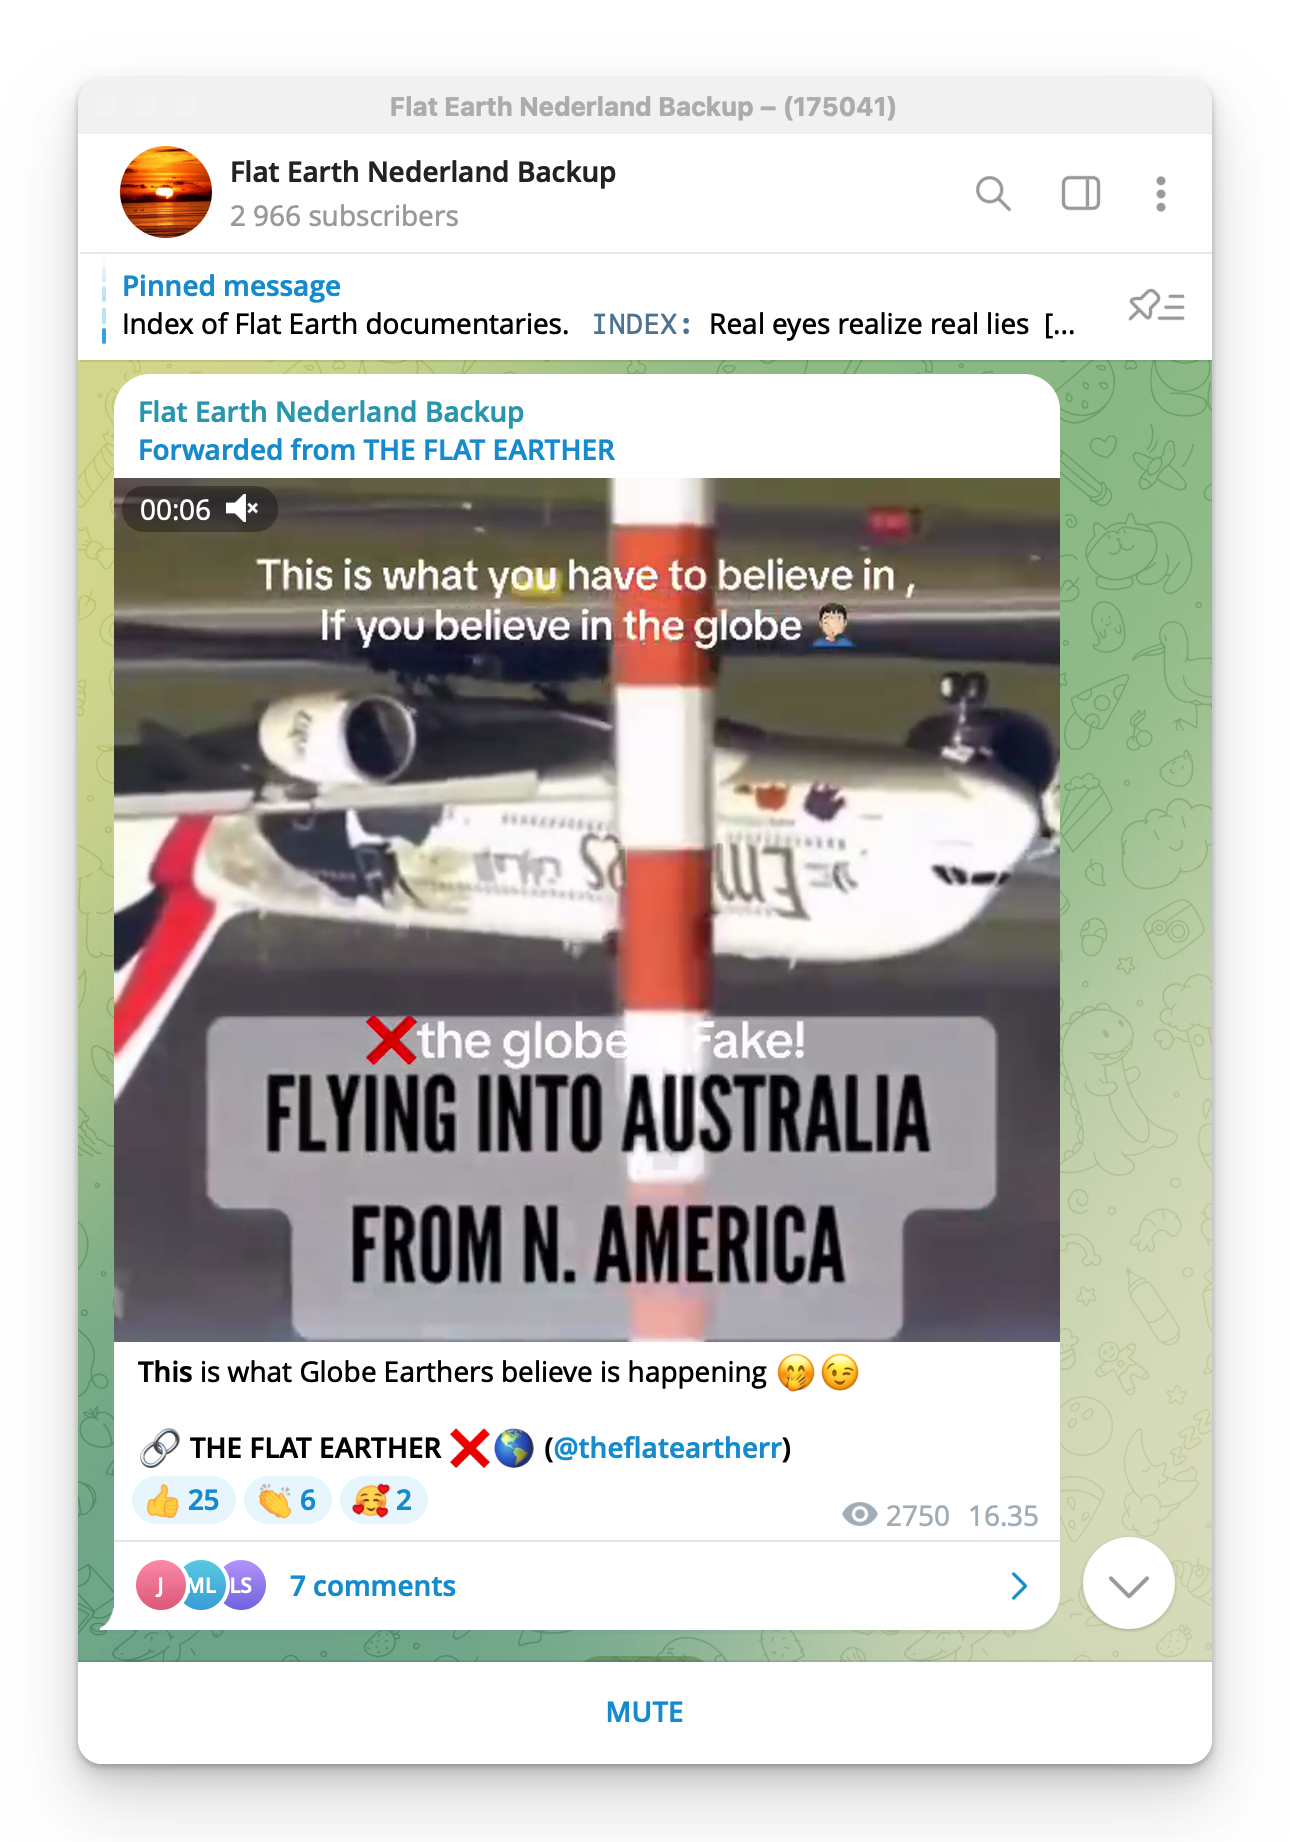 Flat Earth Nederland Backup – (175041)
Flat Earth Nederland Backup
2 966 subscribers
Pinned message
Index of Flat Earth documentaries. INDEX: Real eyes realize real lies [...
Flat Earth Nederland Backup
Forwarded from THE FLAT EARTHER
00:06
This is what you have to believe in ,
If you believe in the globe 🤦🏻‍♂️
❌the globe Fake!
FLYING INTO AUSTRALIA
FROM N. AMERICA
This is what Globe Earthers believe is happening 🤭😉
🔗 THE FLAT EARTHER ❌🌎 (@theflateartherr)
👍 25 👏 6 🥰 2
2750 16.35
J ML LS 7 comments
MUTE